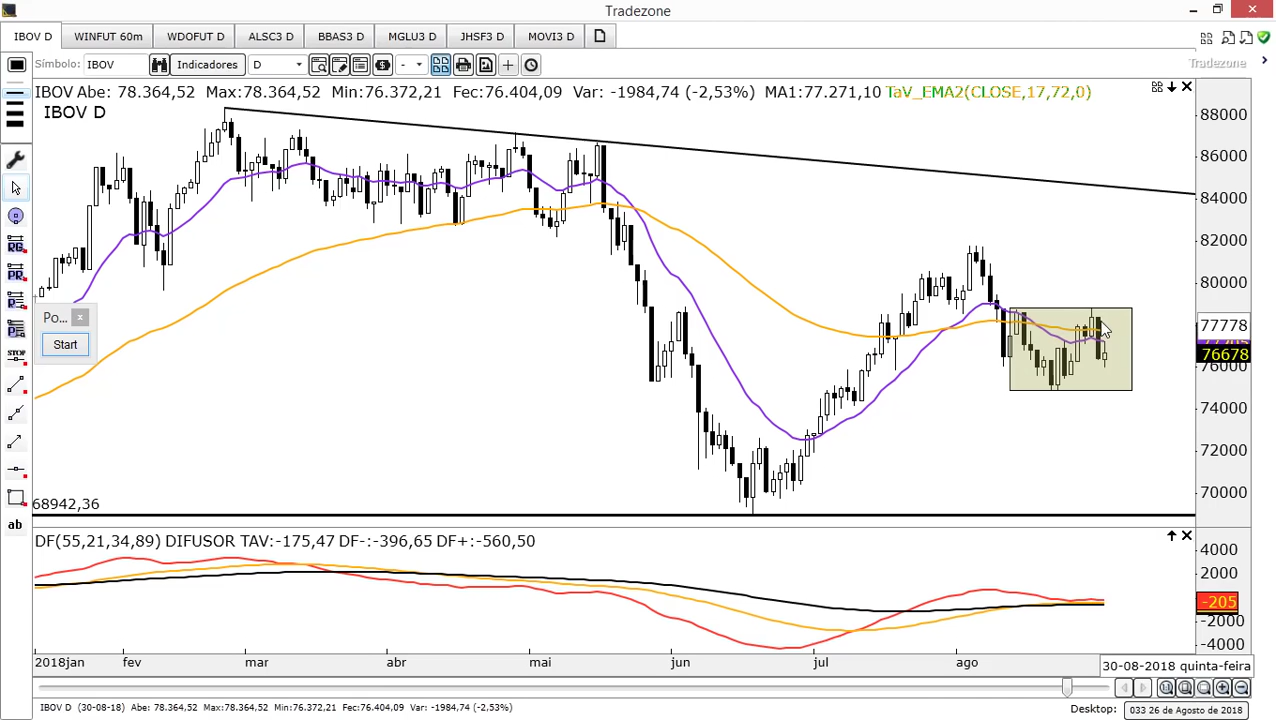 Tradezone
IBOV D WINFUT 60m WDOFUT D ALSC3 D BBAS3 D MGLU3 D JHSF3 D MOVI3 D
Símbolo: IBOV Indicadores D - Tradezone
IBOV Abe: 78.364,52 Max:78.364,52 Min:76.372,21 Fec:76.404,09 Var: -1984,74 (-2,53%) MA1:77.271,10 TaV_EMA2(CLOSE,17,72,0)
IBOV D
88000
86000
84000
82000
80000
77778
76678
76000
74000
72000
70000
RG
PR
P
P
STOP
ab
Po... x
Start
68942,36
DF(55,21,34,89) DIFUSOR TAV:-175,47 DF-:-396,65 DF+:-560,50
4000
2000
-205
-2000
-4000
2018jan fev mar abr mai jun jul ago 30-08-2018 quinta-feira
IBOV D (30-08-18) Abe: 78.364,52 Max:78.364,52 Min:76.372,21 Fec:76.404,09 Var: -1984,74 (-2,53%) Desktop: 033 26 de Agosto de 2018